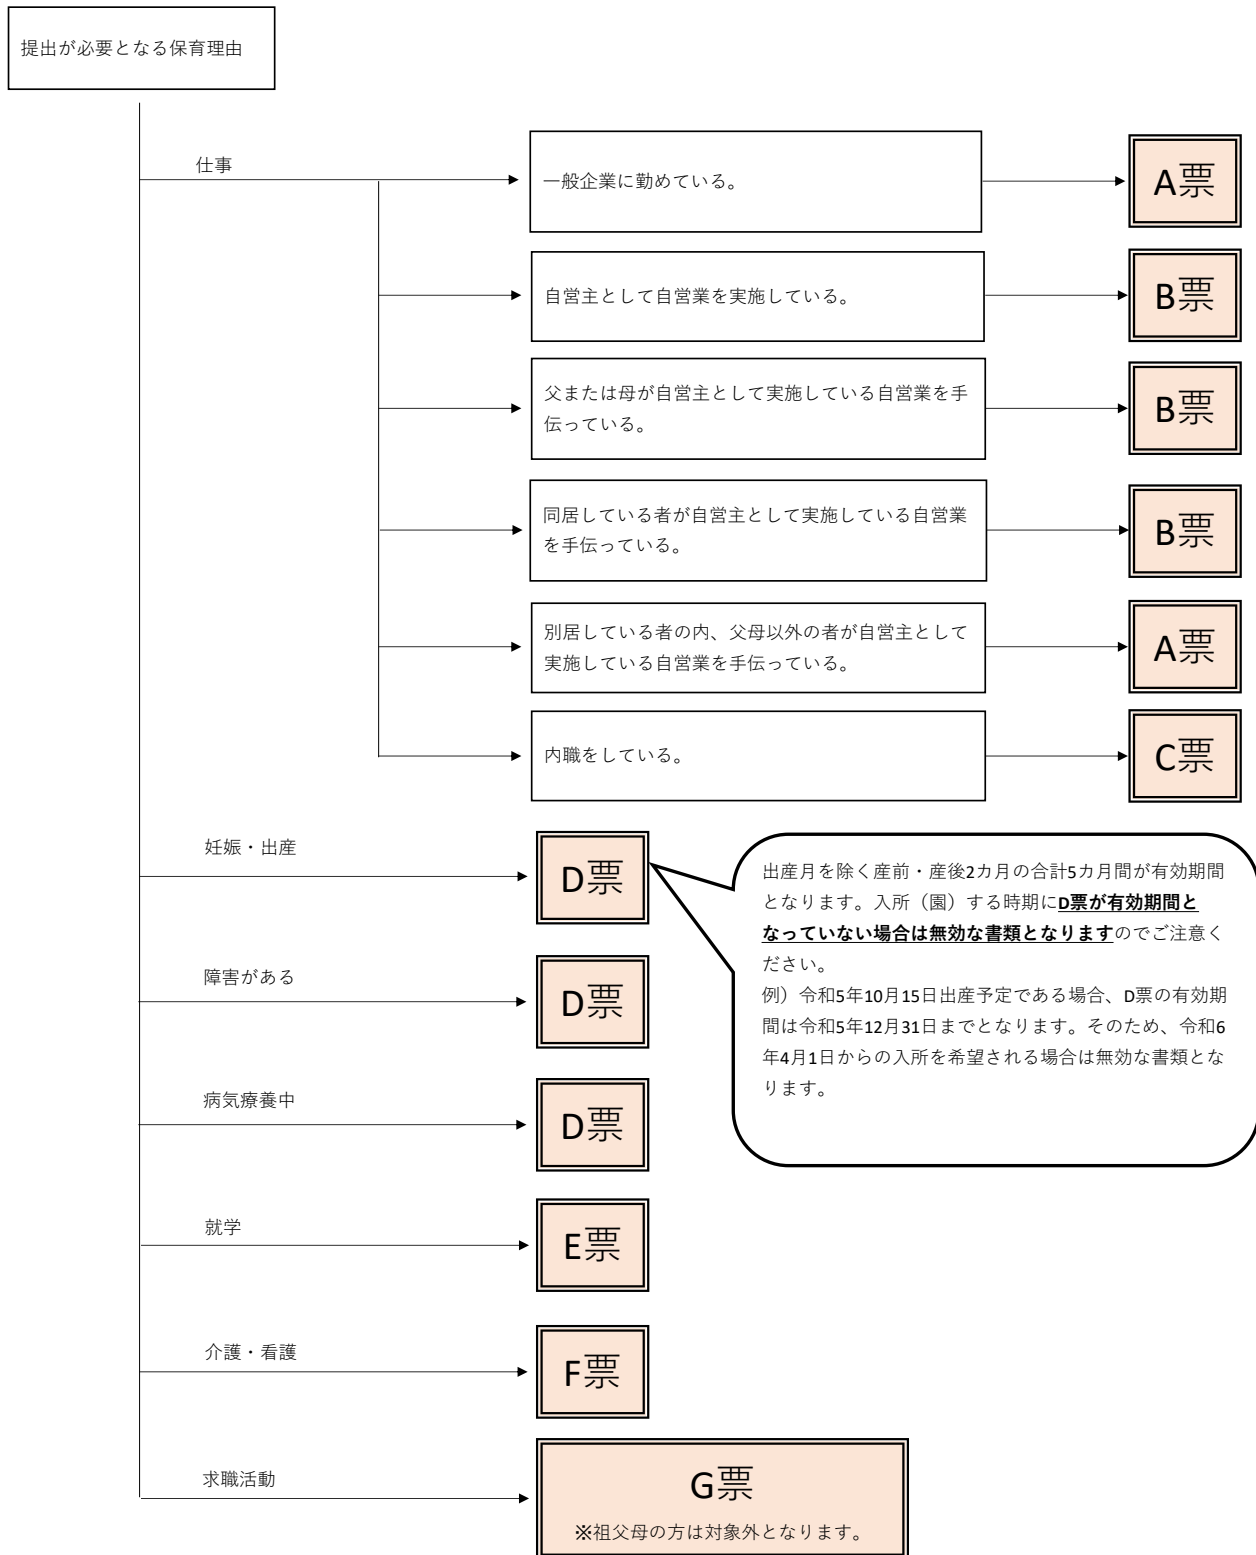 提出が必要となる保育理由
仕事
一般企業に勤めている。
A票
自営主として自営業を実施している。
B票
父または母が自営主として実施している自営業を手
伝っている。
B票
同居している者が自営主として実施している自営業
を手伝っている。
B票
別居している者の内、父母以外の者が自営主として
実施している自営業を手伝っている。
A票
内職をしている。
C票
妊娠・出産
D票
出産月を除く産前・産後2カ月の合計5カ月間が有効期間
となります。入所（園）する時期にD票が有効期間と
なっていない場合は無効な書類となりますのでご注意く
ださい。
例）令和5年10月15日出産予定である場合、D票の有効期
間は令和5年12月31日までとなります。そのため、令和6
年4月1日からの入所を希望される場合は無効な書類とな
ります。
障害がある
D票
病気療養中
D票
就学
E票
介護・看護
F票
求職活動
G票
※祖父母の方は対象外となります。